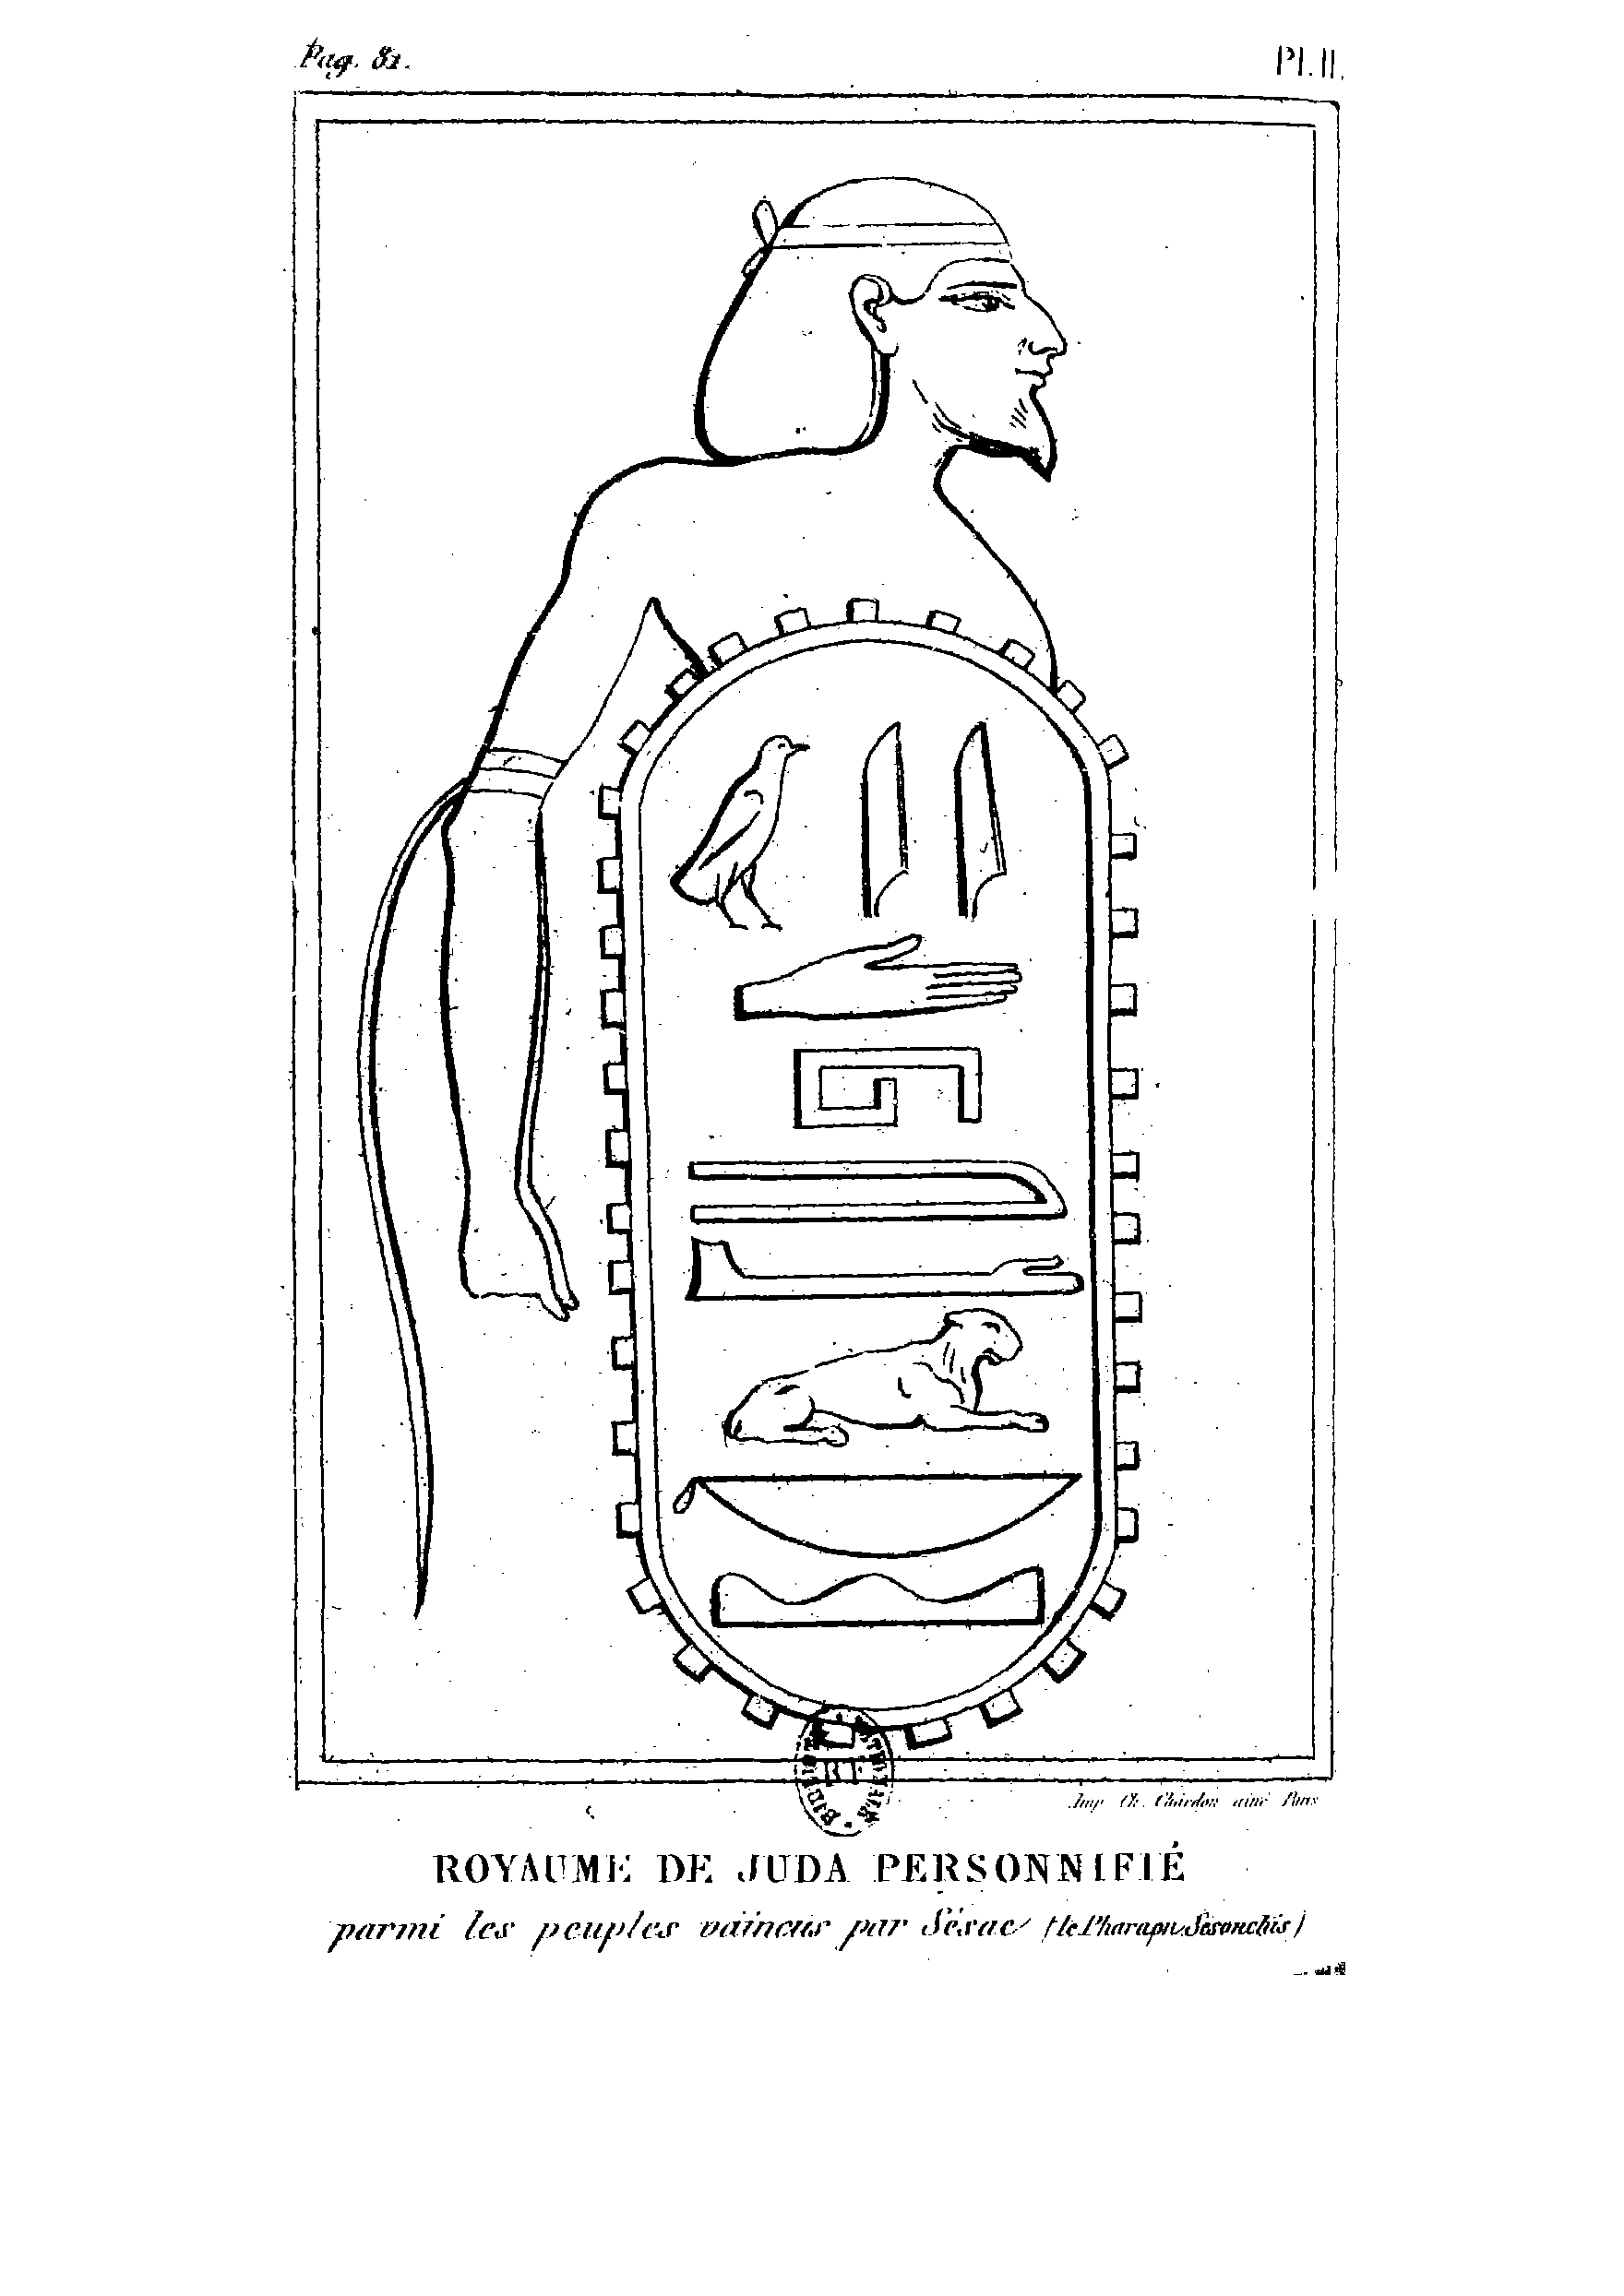 Pag. 81.
Pl. II.
Imp. Ch. Chardon aîné Paris
ROYAUME DE JUDA PERSONNIFIÉ
parmi les peuples vaincus par Sésac (le Pharaon Sésonchis)